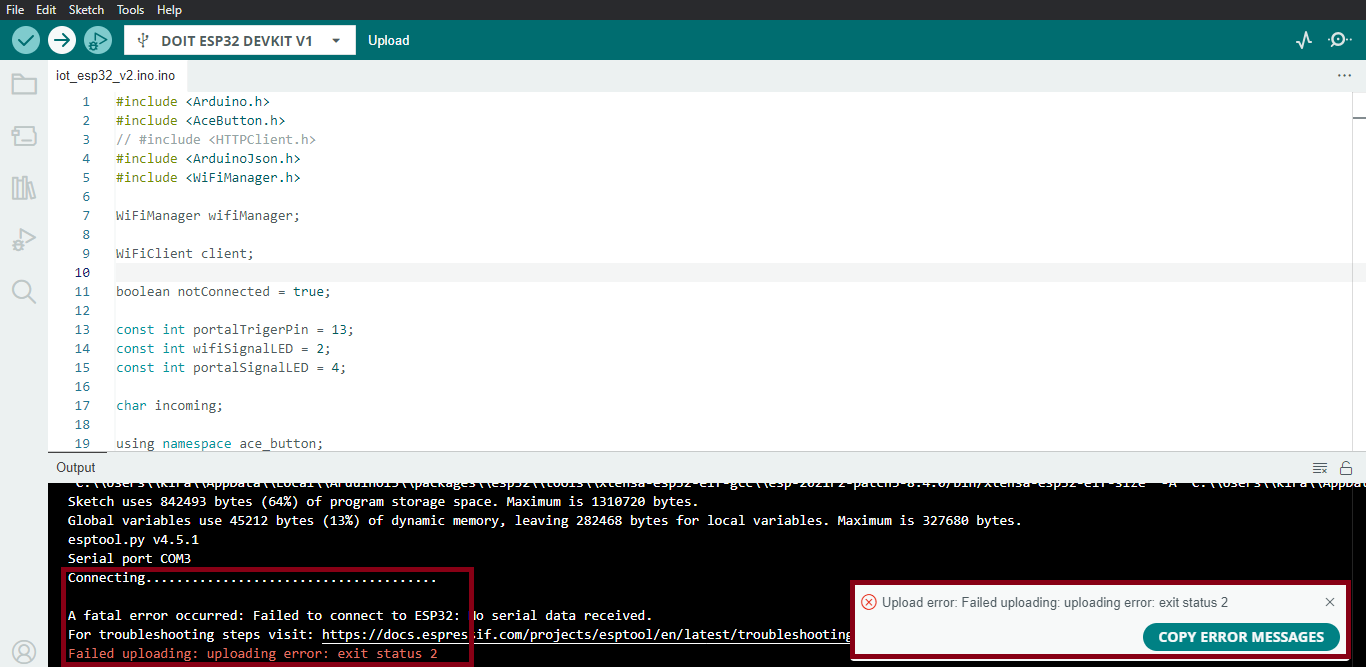 File Edit Sketch Tools Help
DOIT ESP32 DEVKIT V1 Upload
iot_esp32_v2.ino.ino
1 #include <Arduino.h>
2 #include <AceButton.h>
3 // #include <HTTPClient.h>
4 #include <ArduinoJson.h>
5 #include <WiFiManager.h>
6
7 WiFiManager wifiManager;
8
9 WiFiClient client;
10
11 boolean notConnected = true;
12
13 const int portalTrigerPin = 13;
14 const int wifiSignalLED = 2;
15 const int portalSignalLED = 4;
16
17 char incoming;
18
19 using namespace ace_button;
Output
Sketch uses 842493 bytes (64%) of program storage space. Maximum is 1310720 bytes.
Global variables use 45212 bytes (13%) of dynamic memory, leaving 282468 bytes for local variables. Maximum is 327680 bytes.
esptool.py v4.5.1
Serial port COM3
Connecting......................................
A fatal error occurred: Failed to connect to ESP32: No serial data received.
For troubleshooting steps visit: https://docs.espressif.com/projects/esptool/en/latest/troubleshooting
Failed uploading: uploading error: exit status 2
Upload error: Failed uploading: uploading error: exit status 2
COPY ERROR MESSAGES